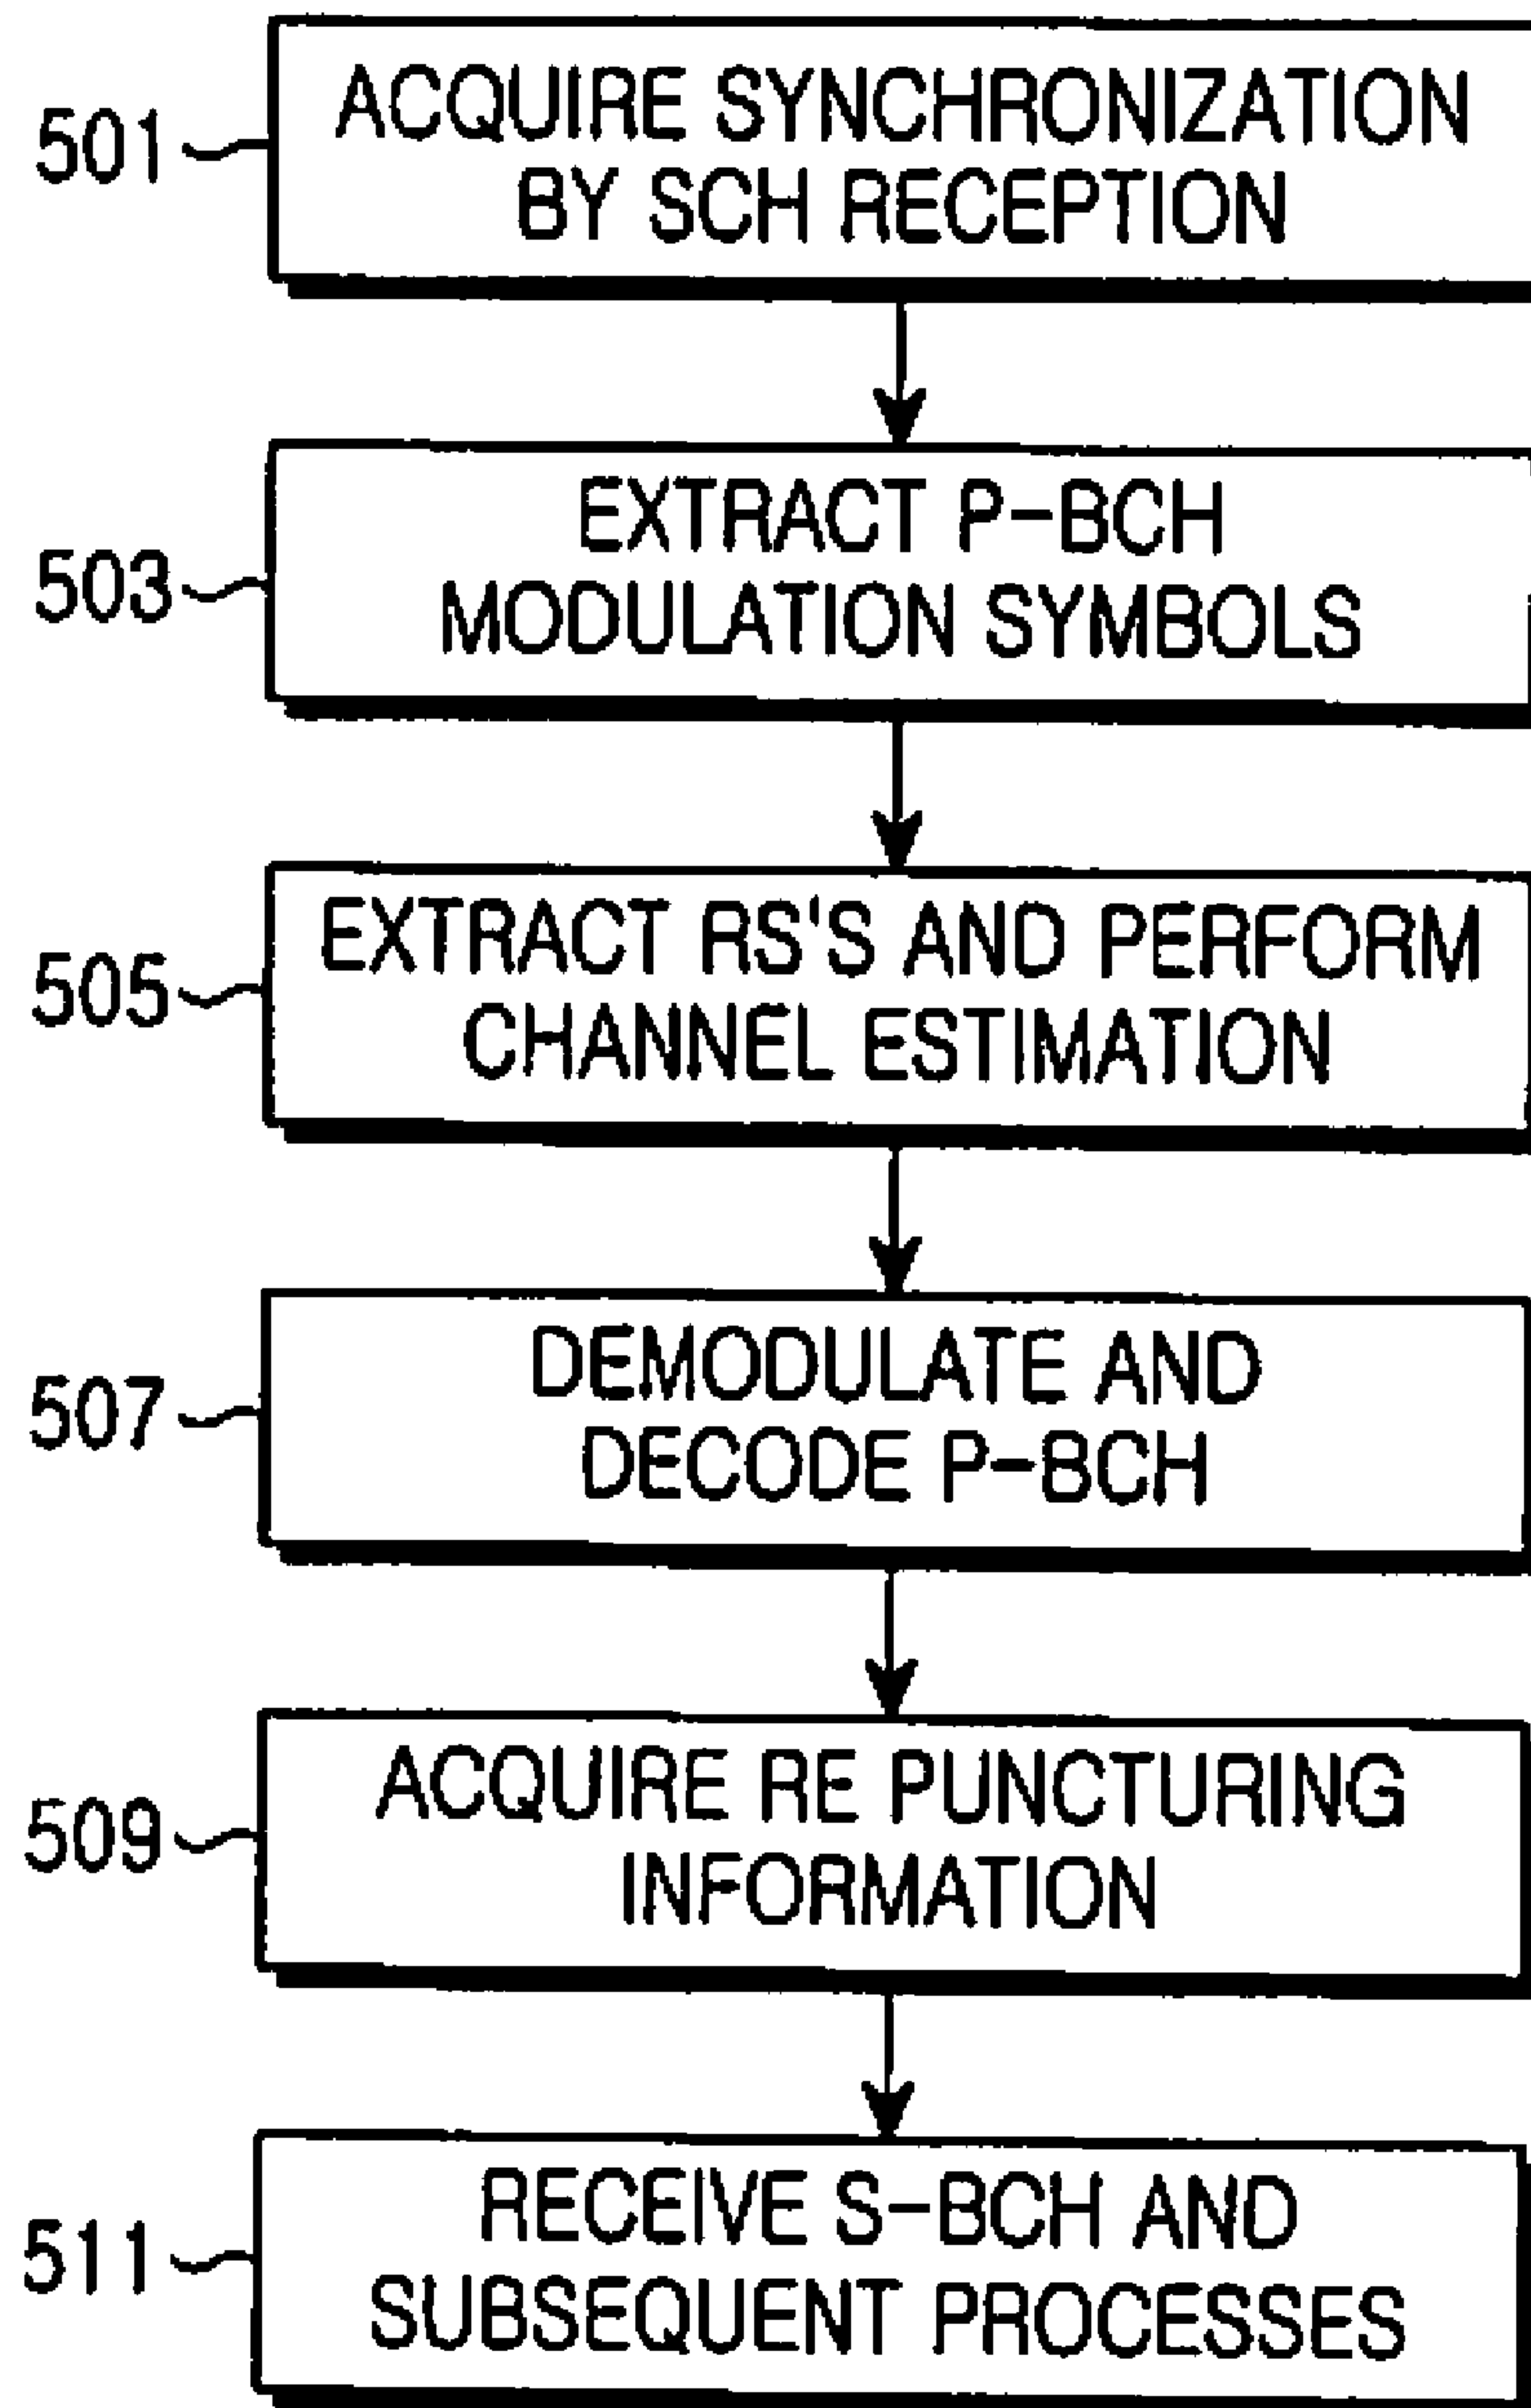 501
ACQUIRE SYNCHRONIZATION
BY SCH RECEPTION
503
EXTRACT P-BCH
MODULATION SYMBOLS
505
EXTRACT RS'S AND PERFORM
CHANNEL ESTIMATION
507
DEMODULATE AND
DECODE P-BCH
509
ACQUIRE RE PUNCTURING
INFORMATION
511
RECEIVE S-BCH AND
SUBSEQUENT PROCESSES